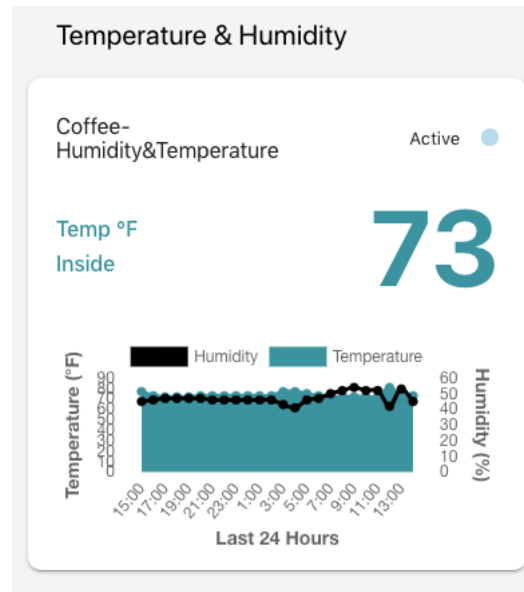 Temperature & Humidity
Coffee-
Humidity&Temperature
Active
Temp °F
Inside
73
Humidity
Temperature
Temperature (°F)
90
80
70
60
50
40
30
20
10
0
60
50
40
30
20
10
0
Humidity (%)
15:00
17:00
19:00
21:00
23:00
1:00
3:00
5:00
7:00
9:00
11:00
13:00
Last 24 Hours